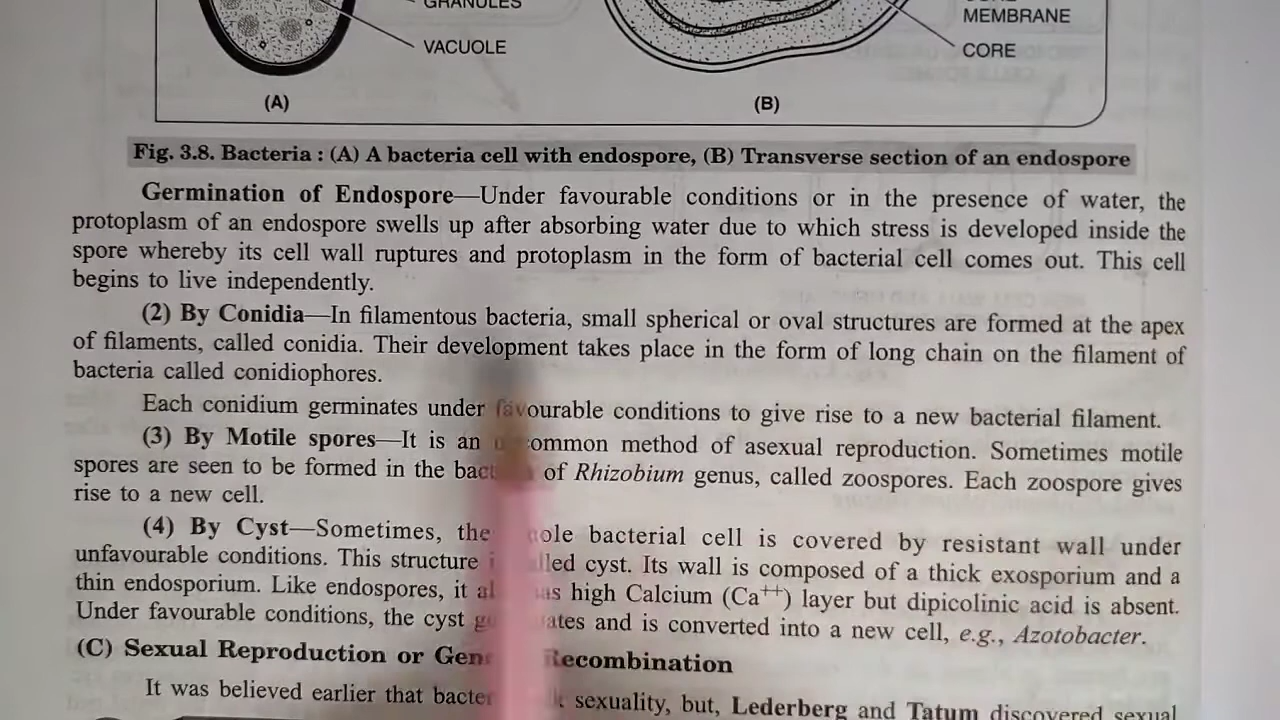 GRANULES
VACUOLE
MEMBRANE
CORE
(A)
(B)
Fig. 3.8. Bacteria : (A) A bacteria cell with endospore, (B) Transverse section of an endospore
Germination of Endospore—Under favourable conditions or in the presence of water, the
protoplasm of an endospore swells up after absorbing water due to which stress is developed inside the
spore whereby its cell wall ruptures and protoplasm in the form of bacterial cell comes out. This cell
begins to live independently.
(2) By Conidia—In filamentous bacteria, small spherical or oval structures are formed at the apex
of filaments, called conidia. Their development takes place in the form of long chain on the filament of
bacteria called conidiophores.
Each conidium germinates under favourable conditions to give rise to a new bacterial filament.
(3) By Motile spores—It is an ommon method of asexual reproduction. Sometimes motile
spores are seen to be formed in the bact of Rhizobium genus, called zoospores. Each zoospore gives
rise to a new cell.
(4) By Cyst—Sometimes, the ole bacterial cell is covered by resistant wall under
unfavourable conditions. This structure lled cyst. Its wall is composed of a thick exosporium and a
thin endosporium. Like endospores, it al as high Calcium (Ca++) layer but dipicolinic acid is absent.
Under favourable conditions, the cyst g ates and is converted into a new cell, e.g., Azotobacter.
(C) Sexual Reproduction or Gen Recombination
It was believed earlier that bacter sexuality, but, Lederberg and Tatum discovered sexual